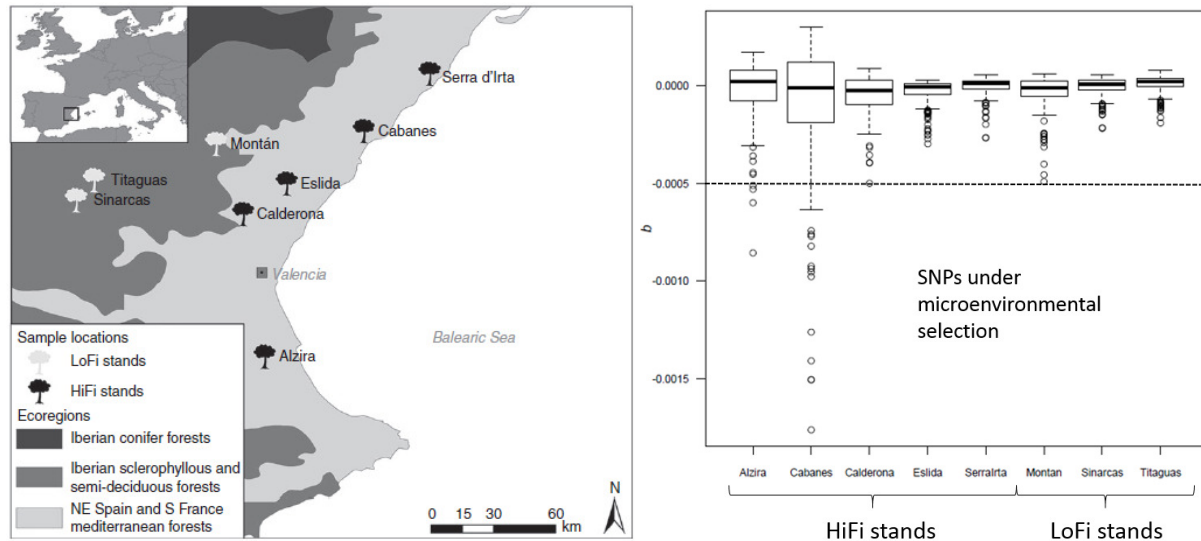 Serra d'Irta
Cabanes
Montán
Titaguas
Sinarcas
Eslida
Calderona
Valencia
Balearic Sea
Alzira
Sample locations
LoFi stands
HiFi stands
Ecoregions
Iberian conifer forests
Iberian sclerophyllous and
semi-deciduous forests
NE Spain and S France
mediterranean forests
0 15 30 60
km
N
0.0000
-0.0005
-0.0010
-0.0015
b
SNPs under
microenvironmental
selection
Alzira Cabanes Calderona Eslida SerraIrta Montan Sinarcas Titaguas
HiFi stands LoFi stands